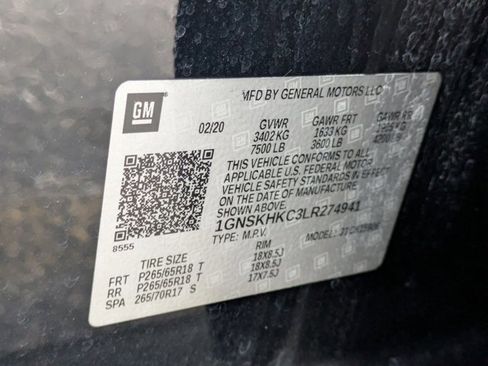 GM
MFD BY GENERAL MOTORS LLC
02/20
GVWR GAWR FRT GAWR RR
3402 KG 1633 KG
7500 LB 3600 LB
THIS VEHICLE CONFORMS TO ALL
APPLICABLE U.S. FEDERAL MOTOR
VEHICLE SAFETY STANDARDS IN
EFFECT ON THE DATE OF MANUFACTURE
8555
1GNSKHKC3LR274941
TYPE: M.P.V. MODEL:
TIRE SIZE RIM
FRT P265/65R18 T 18X8.5J
RR P265/65R18 T 18X8.5J
SPA 265/70R17 S 17X7.5J